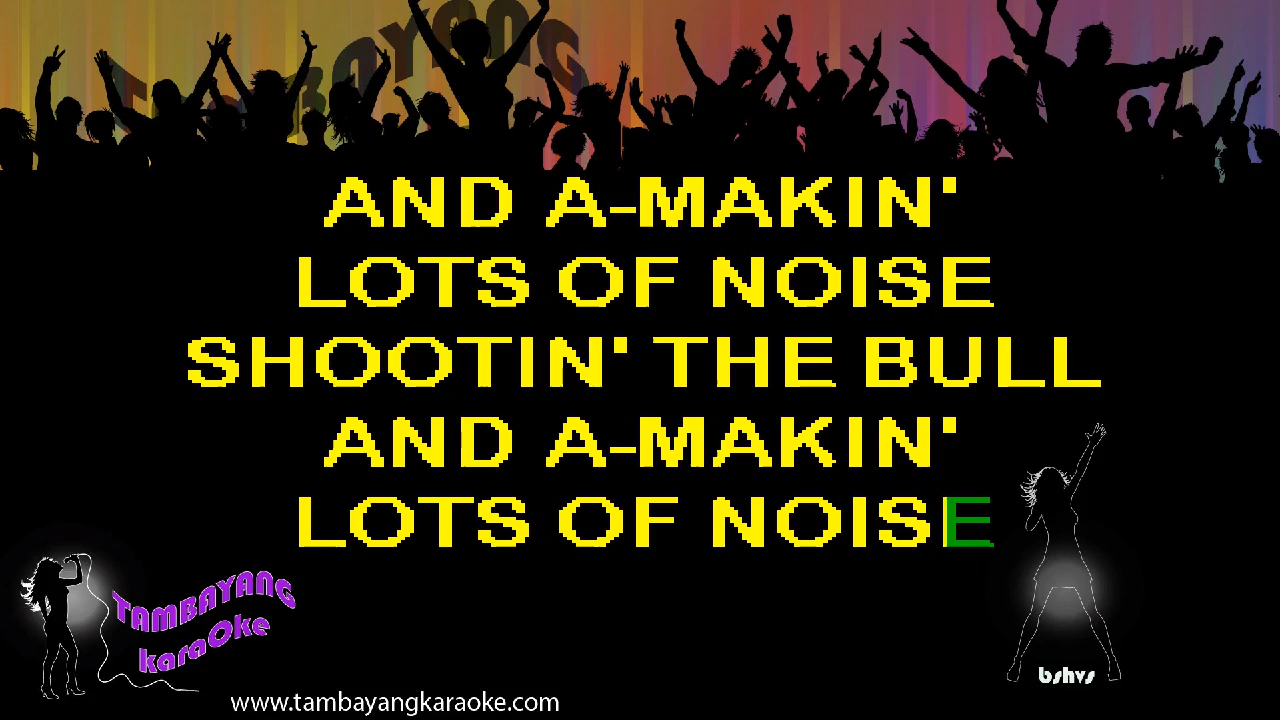 TAMBAYANG
AND A-MAKIN'
LOTS OF NOISE
SHOOTIN' THE BULL
AND A-MAKIN'
LOTS OF NOISE
TAMBAYANG
karaOke
bshvs
www.tambayangkaraoke.com